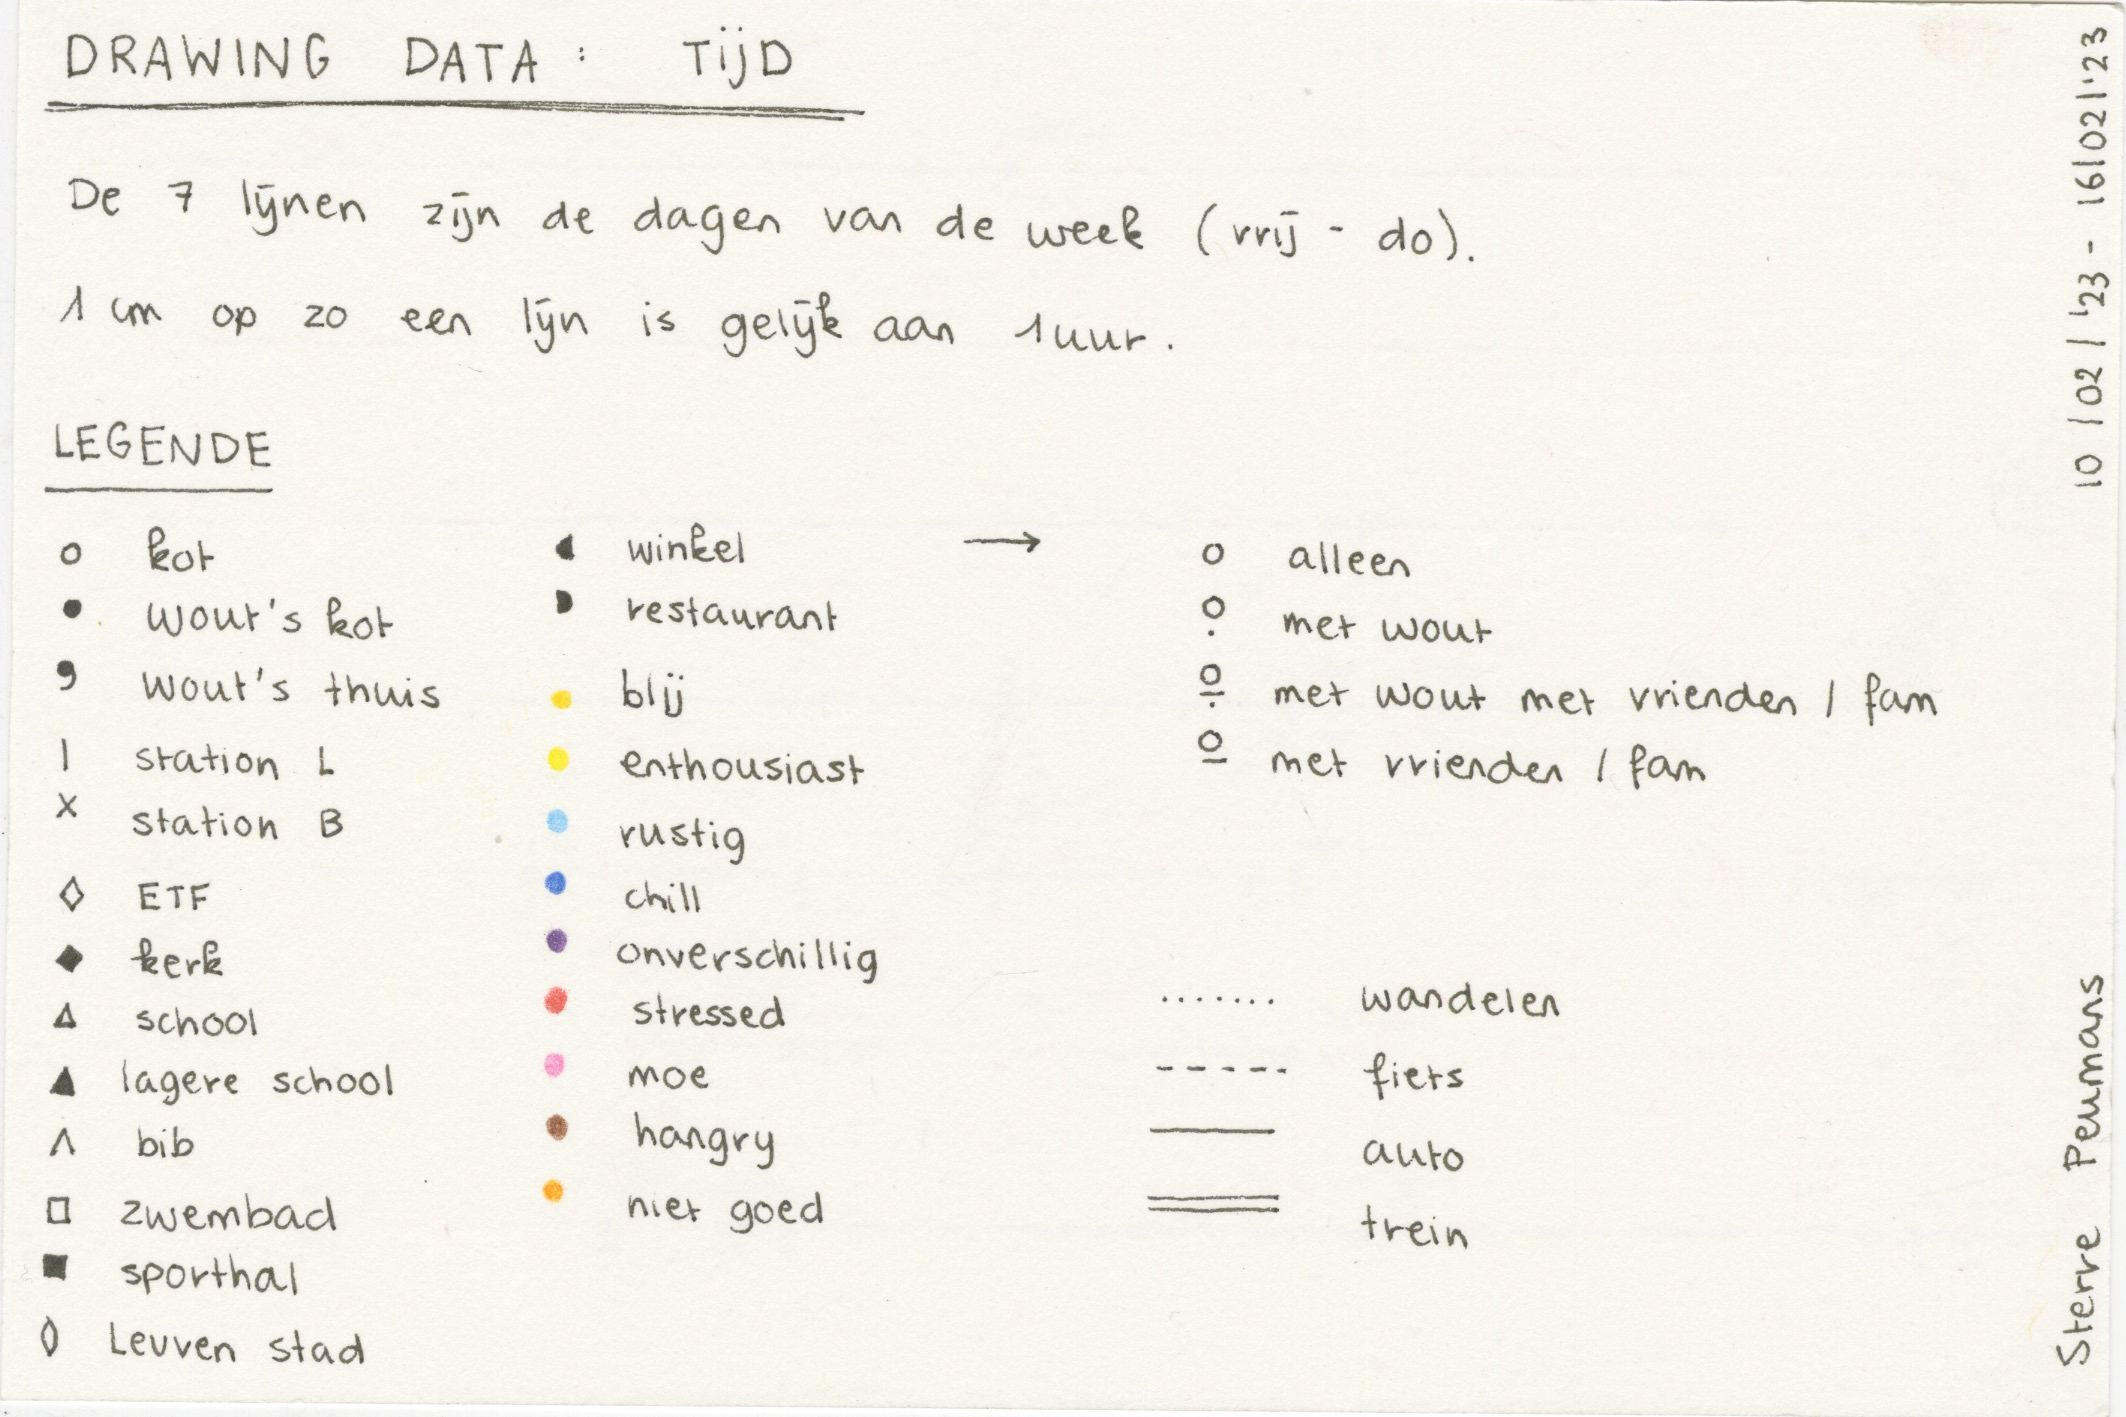 DRAWING DATA: TIJD
De 7 lijnen zijn de dagen van de week (vrij - do).
1 cm op zo een lijn is gelijk aan 1 uur.
LEGENDE
kot
wout's kot
wout's thuis
station L
station B
ETF
kerk
school
lagere school
bib
zwembad
sporthal
Leuven stad
winkel
restaurant
blij
enthousiast
rustig
chill
onverschillig
stressed
moe
hangry
niet goed
alleen
met wout
met wout met vrienden / fam
met vrienden / fam
wandelen
fiets
auto
trein
10/02/'23 - 16/02/'23
Sterre Peumans